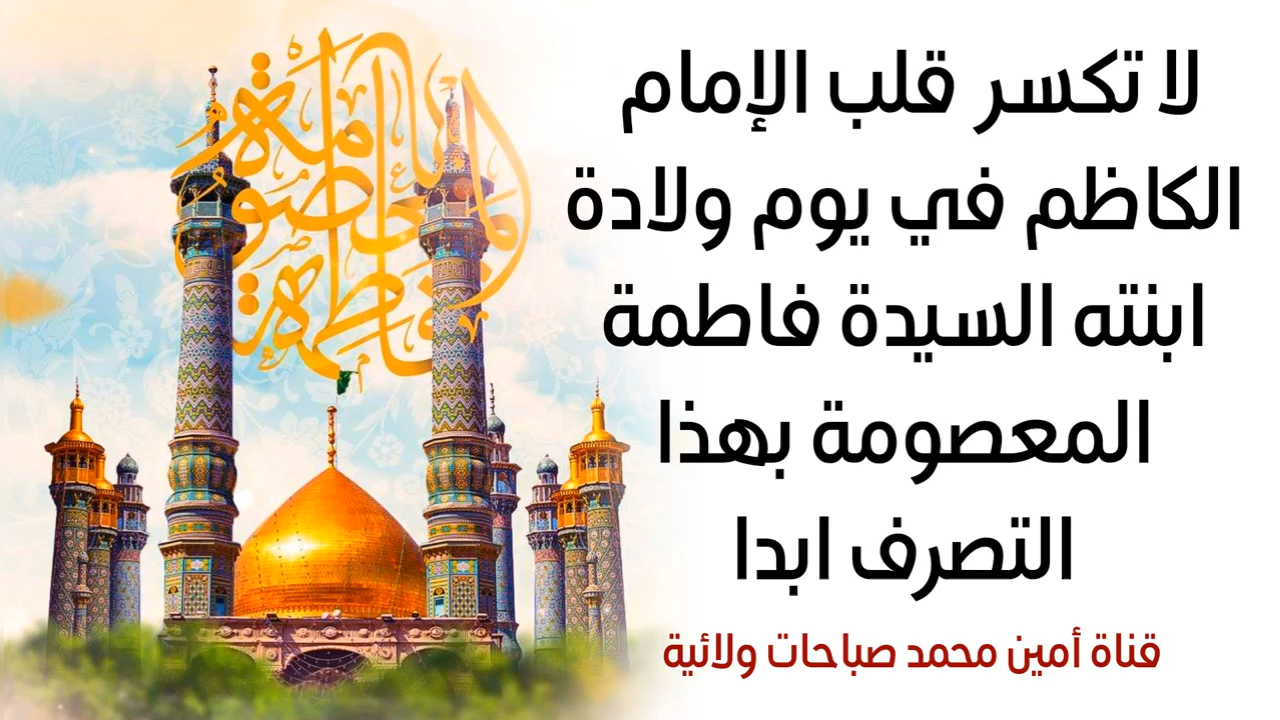 لا تكسر قلب الإمام
الكاظم في يوم ولادة
ابنته السيدة فاطمة
المعصومة بهذا
التصرف ابدا
قناة أمين محمد صباحات ولائية